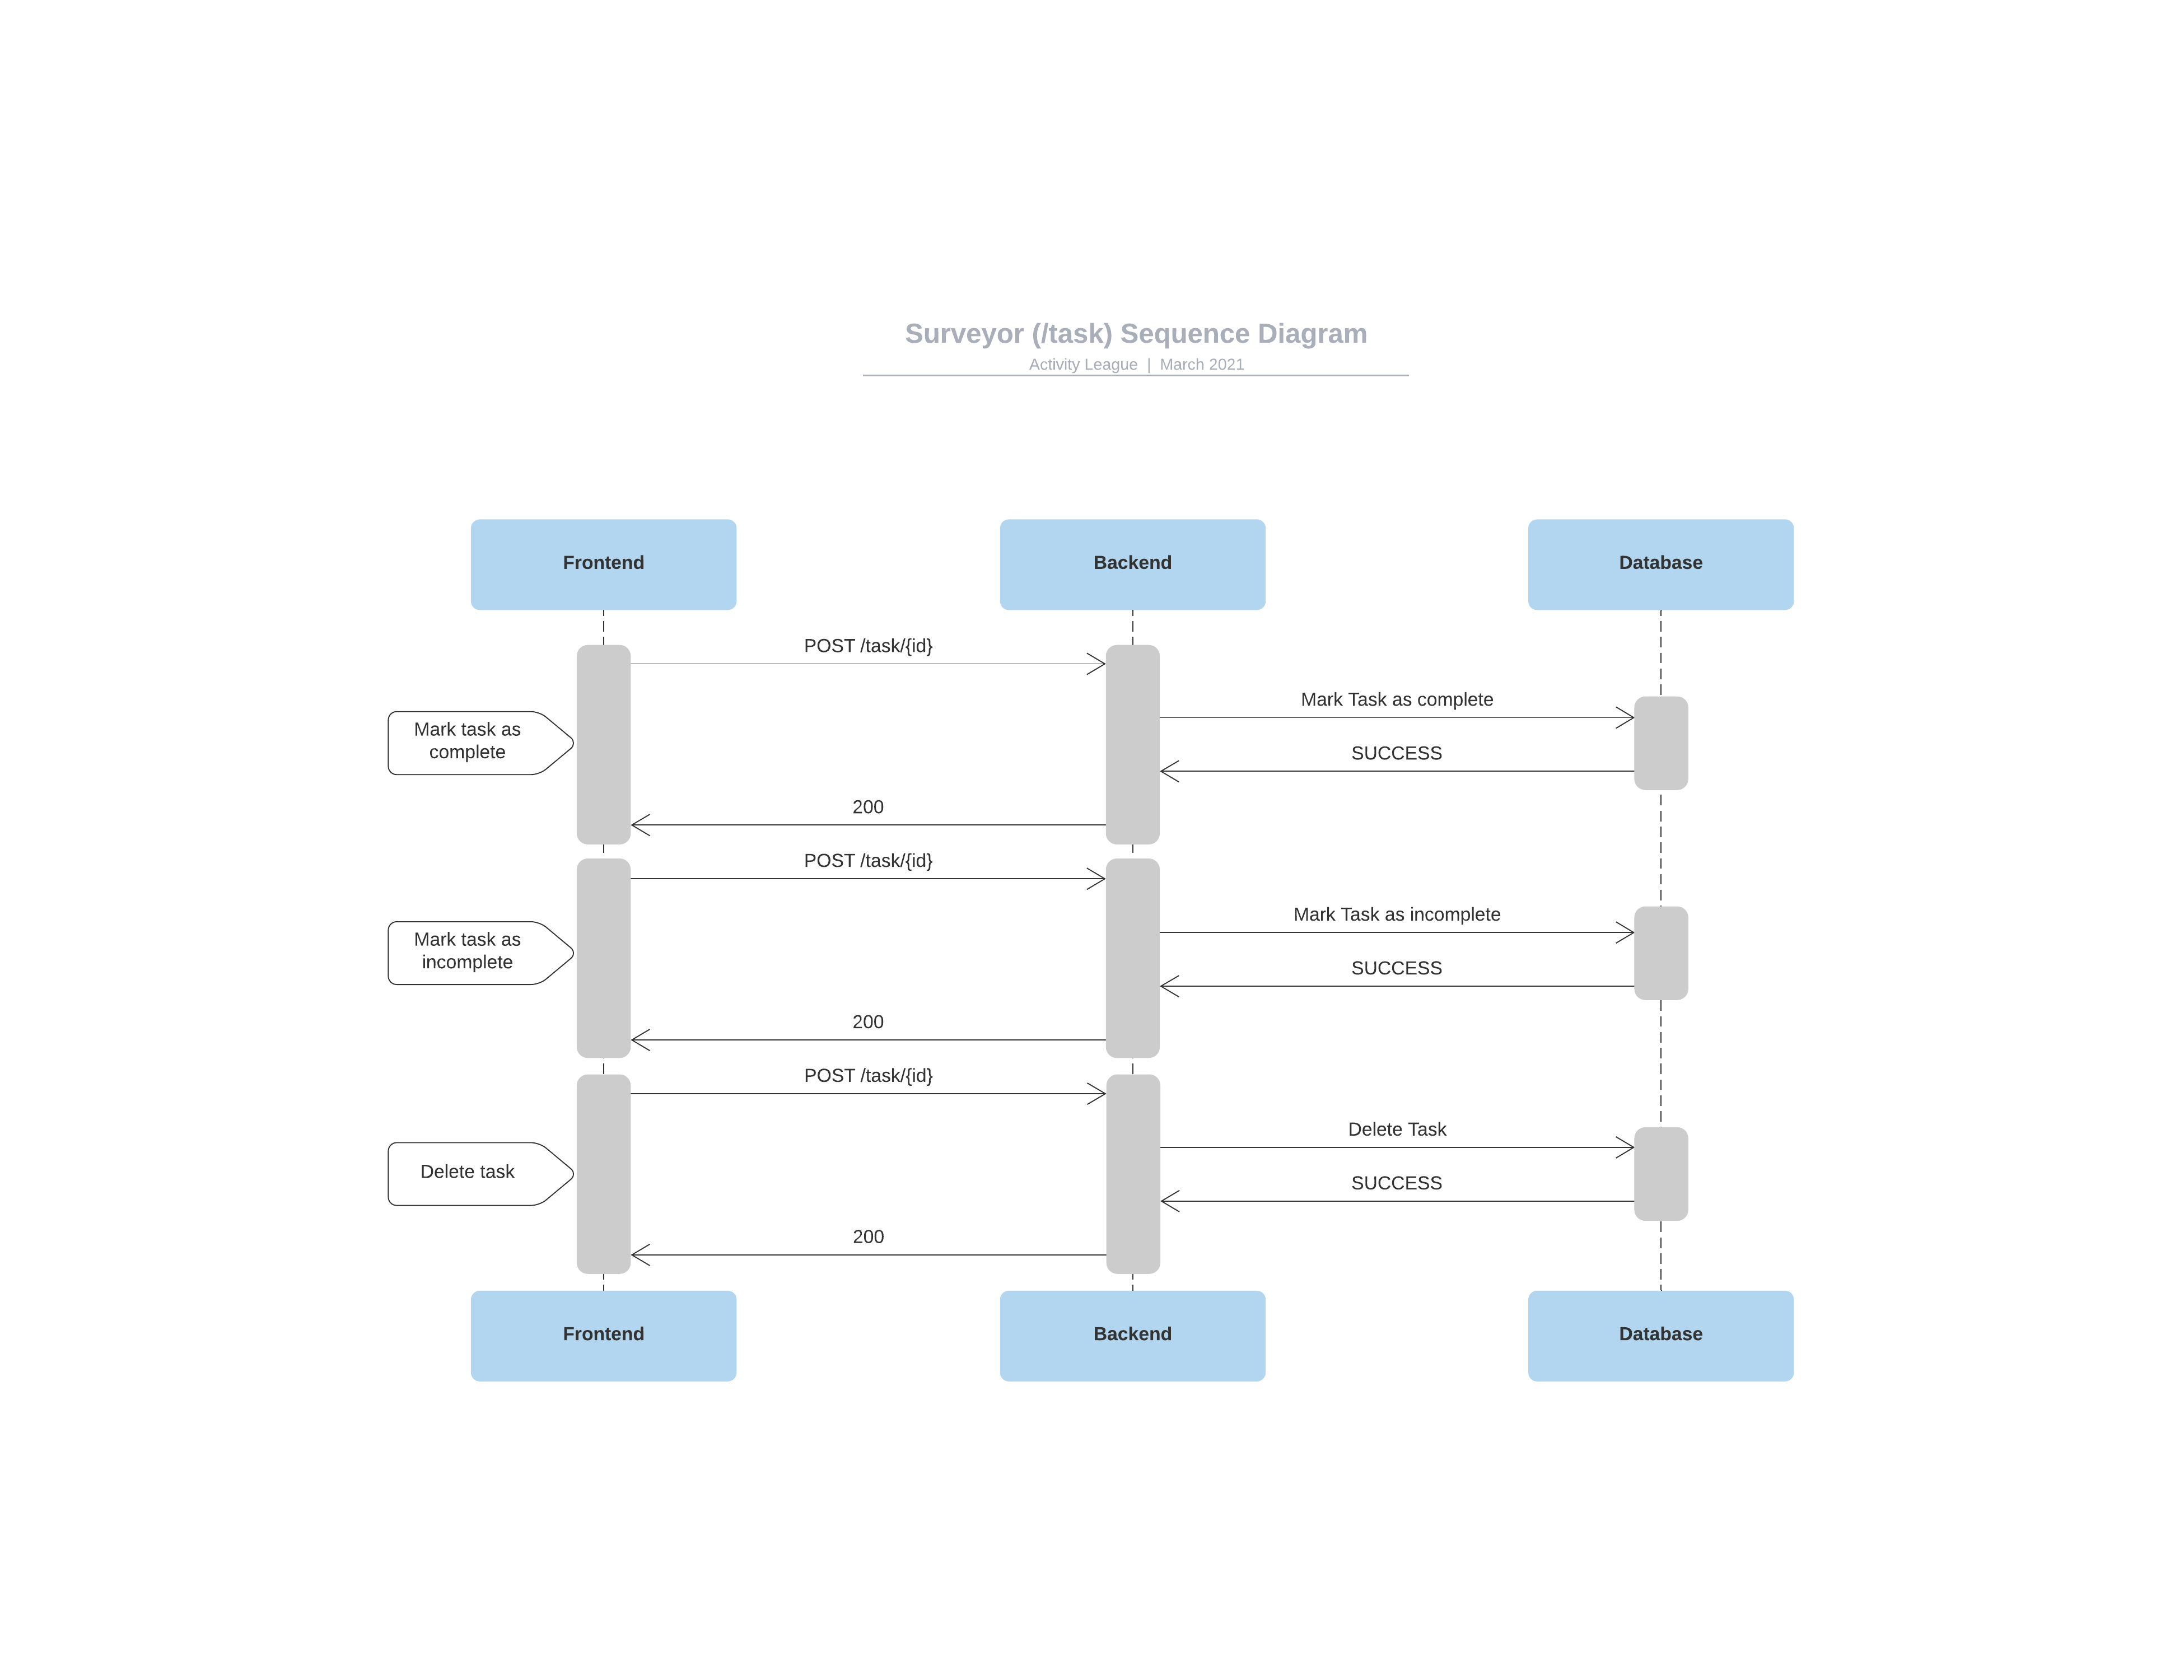 Surveyor (/task) Sequence Diagram
Activity League | March 2021
Frontend
Backend
Database
POST /task/{id}
Mark Task as complete
Mark task as
complete
SUCCESS
200
POST /task/{id}
Mark Task as incomplete
Mark task as
incomplete
SUCCESS
200
POST /task/{id}
Delete Task
Delete task
SUCCESS
200
Frontend
Backend
Database